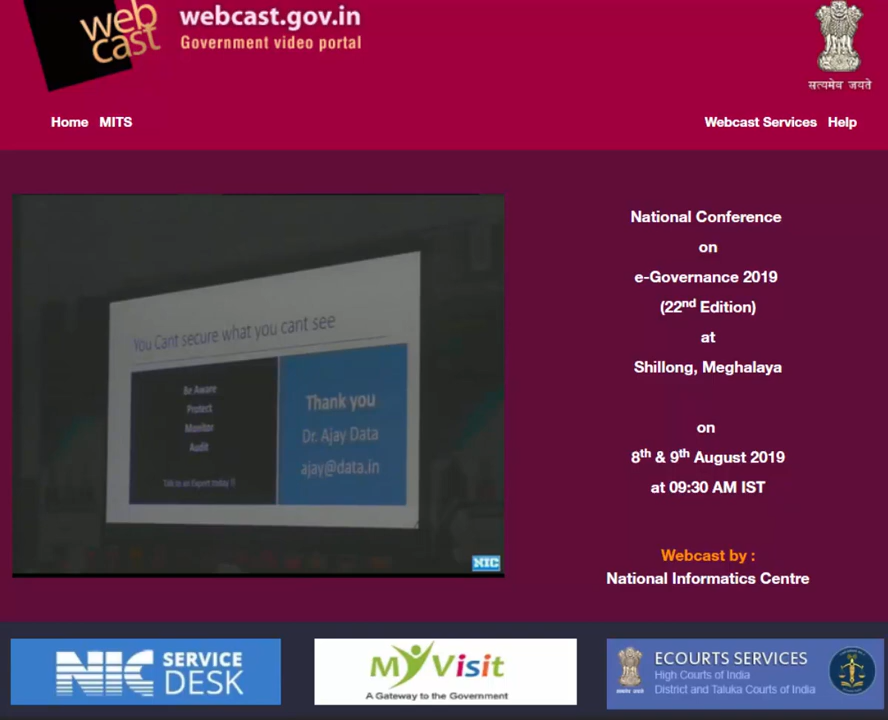 web
cast
webcast.gov.in
Government video portal
सत्यमेव जयते
Home MITS
Webcast Services Help
You Cant secure what you cant see
Be Aware
Protect
Monitor
Audit
Talk to an Expert today !!
Thank you
Dr. Ajay Data
ajay@data.in
NIC
National Conference
on
e-Governance 2019
(22nd Edition)
at
Shillong, Meghalaya
on
8th & 9th August 2019
at 09:30 AM IST
Webcast by :
National Informatics Centre
NIC SERVICE
DESK
MyVisit
A Gateway to the Government
ECOURTS SERVICES
High Courts of India
District and Taluka Courts of India